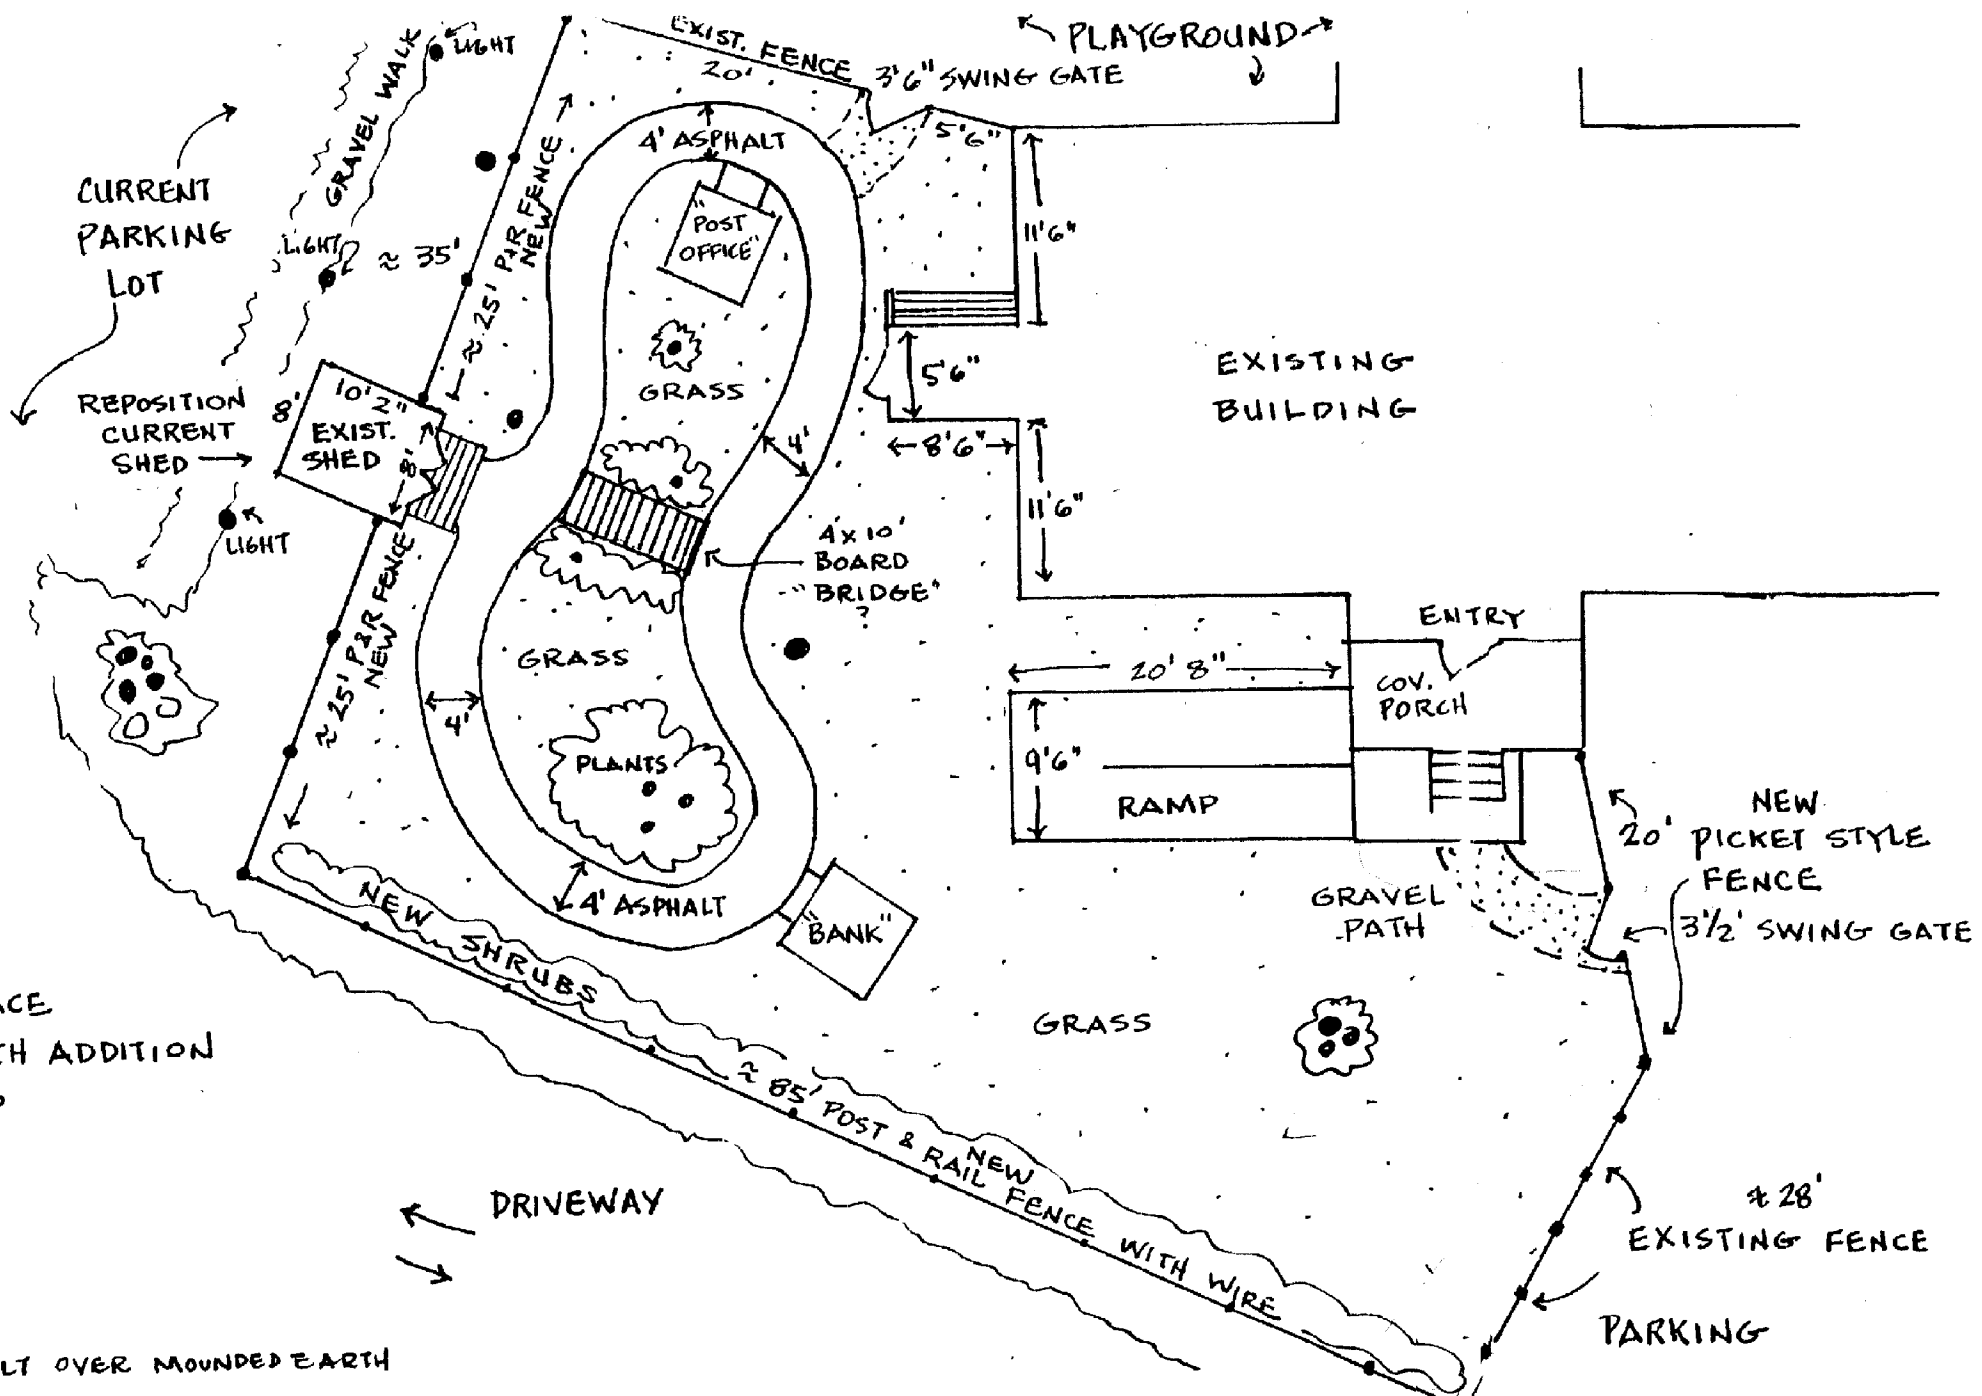 PLAYGROUND
EXIST. FENCE
20'
3'6" SWING GATE
LIGHT
GRAVEL WALK
4' ASPHALT
5'6"
CURRENT
PARKING
LOT
LIGHT
≈ 35'
≈ 25' P&R FENCE
NEW
"POST
OFFICE"
11'6"
GRASS
5'6"
EXISTING
BUILDING
REPOSITION
CURRENT
SHED
8'
10' 2"
EXIST.
SHED
8'
4'
8'6"
11'6"
LIGHT
4 x 10'
BOARD
"BRIDGE"
?
≈ 25' P&R FENCE
NEW
GRASS
4'
PLANTS
ENTRY
20' 8"
COV.
PORCH
9'6"
RAMP
NEW
20' PICKET STYLE
FENCE
3 1/2' SWING GATE
GRAVEL
PATH
4' ASPHALT
"BANK"
NEW SHRUBS
GRASS
ACE
TH ADDITION
≈ 85' POST & RAIL FENCE WITH WIRE
NEW
DRIVEWAY
≈ 28'
EXISTING FENCE
PARKING
LT OVER MOUNDED EARTH